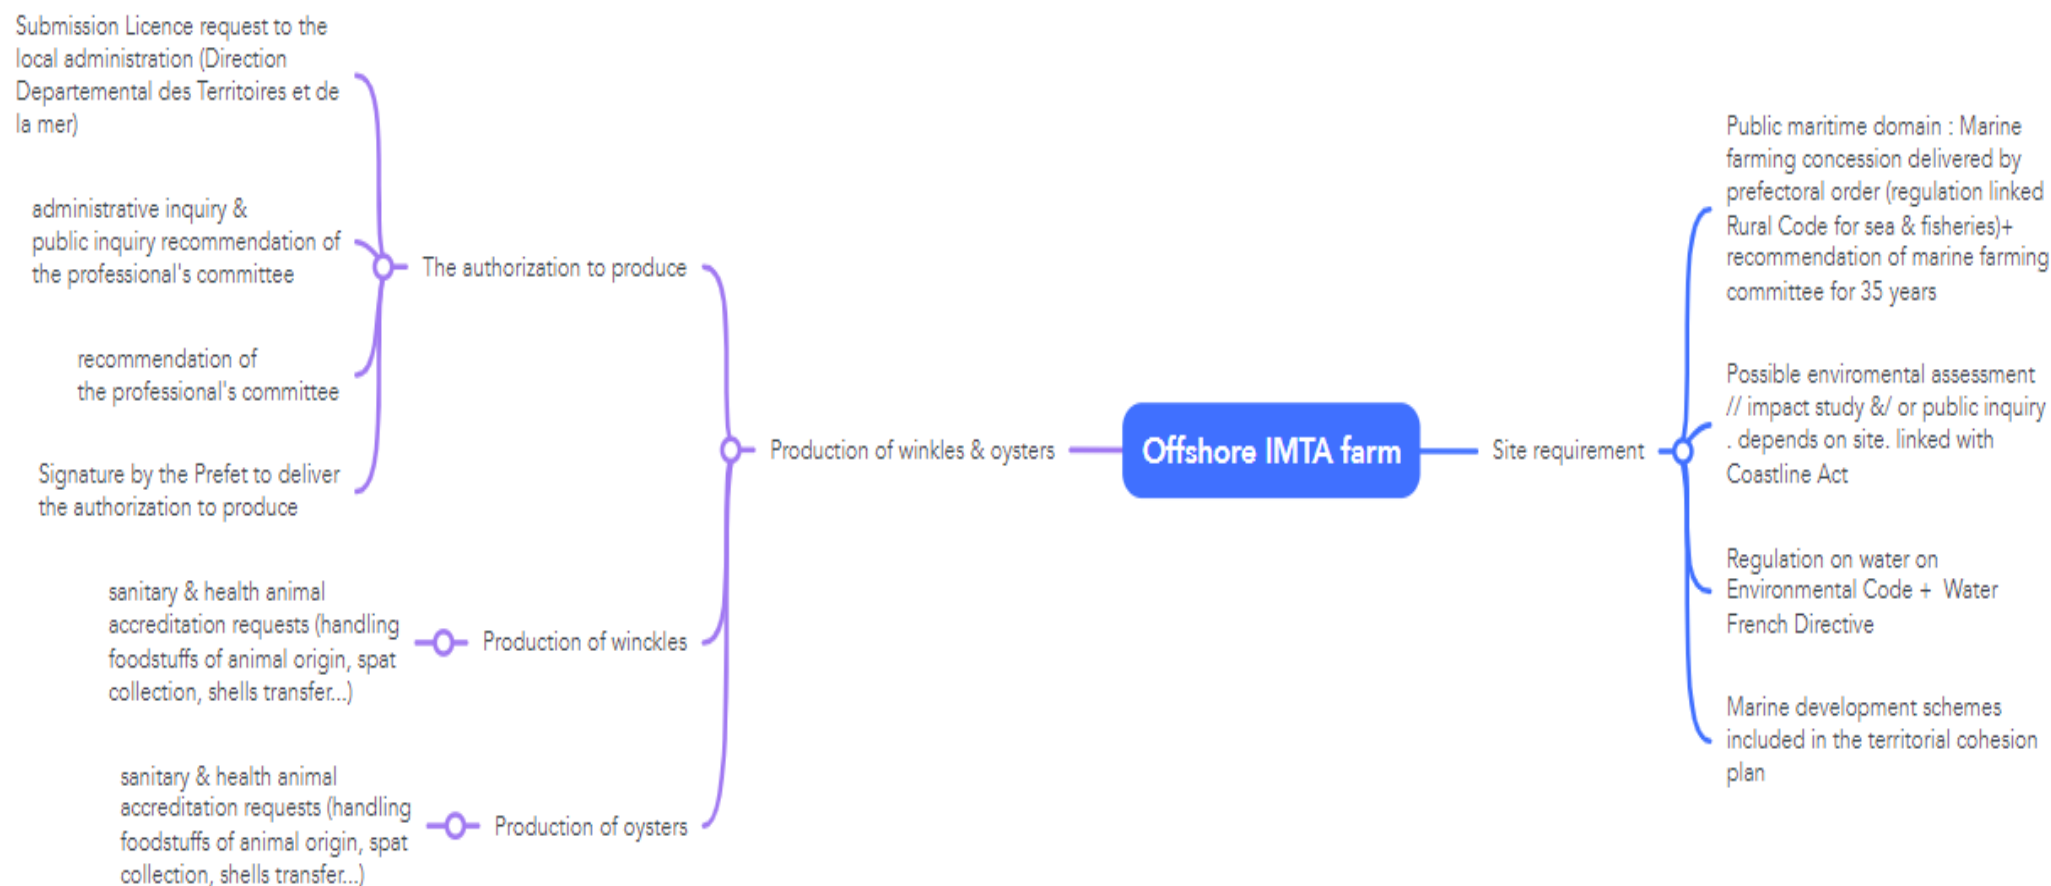 Submission Licence request to the
local administration (Direction
Departemental des Territoires et de
la mer)
administrative inquiry &
public inquiry recommendation of
the professional's committee
recommendation of
the professional's committee
Signature by the Prefet to deliver
the authorization to produce
The authorization to produce
sanitary & health animal
accreditation requests (handling
foodstuffs of animal origin, spat
collection, shells transfer...)
Production of winckles
sanitary & health animal
accreditation requests (handling
foodstuffs of animal origin, spat
collection, shells transfer...)
Production of oysters
Production of winkles & oysters
Offshore IMTA farm
Site requirement
Public maritime domain : Marine
farming concession delivered by
prefectoral order (regulation linked
Rural Code for sea & fisheries)+
recommendation of marine farming
committee for 35 years
Possible enviromental assessment
// impact study &/ or public inquiry
. depends on site. linked with
Coastline Act
Regulation on water on
Environmental Code +  Water
French Directive
Marine development schemes
included in the territorial cohesion
plan